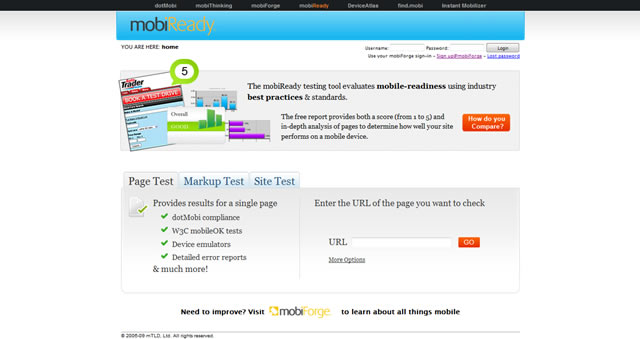 dotMobi mobiThinking mobiForge mobiReady DeviceAtlas find.mobi Instant Mobilizer
mobiReady
YOU ARE HERE: home
Username: Password: Login
Use your mobiForge sign-in - Sign up@mobiForge - Lost password
5
Trader
BOOK A TEST DRIVE
Overall
GOOD
The mobiReady testing tool evaluates mobile-readiness using industry
best practices & standards.
The free report provides both a score (from 1 to 5) and
in-depth analysis of pages to determine how well your site
performs on a mobile device.
How do you
Compare?
Page Test Markup Test Site Test
Provides results for a single page
dotMobi compliance
W3C mobileOK tests
Device emulators
Detailed error reports
& much more!
Enter the URL of the page you want to check
URL GO
More Options
Need to improve? Visit mobiForge to learn about all things mobile
© 2006-09 mTLD, Ltd. All rights reserved.